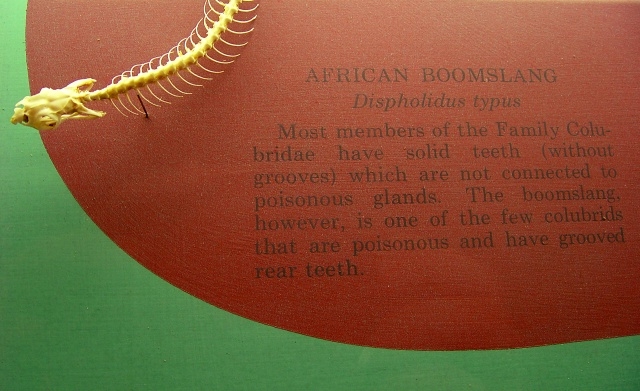 AFRICAN BOOMSLANG
Dispholidus typus
Most members of the Family Colu-
bridae have solid teeth (without
grooves) which are not connected to
poisonous glands. The boomslang,
however, is one of the few colubrids
that are poisonous and have grooved
rear teeth.